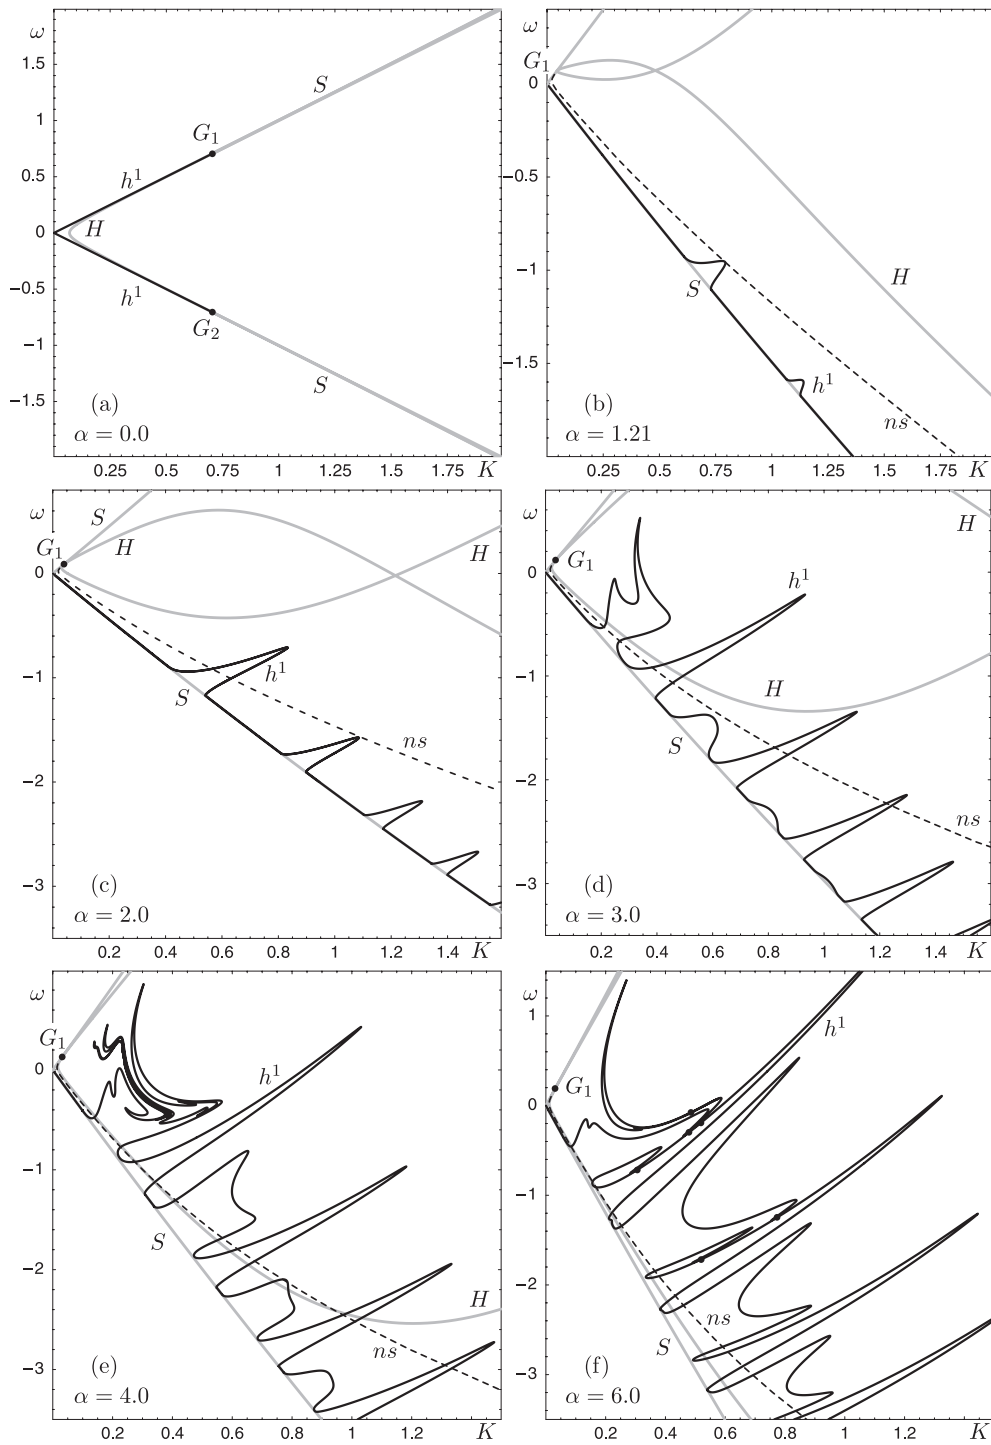 ω
1.5
1
0.5
0
−0.5
−1
−1.5
S
G₁
h¹
H
h¹
G₂
S
(a)
α = 0.0
0.25 0.5 0.75 1 1.25 1.5 1.75 K
ω
G₁
0
−0.5
−1
−1.5
H
S
h¹
ns
(b)
α = 1.21
0.25 0.5 0.75 1 1.25 1.5 1.75 K
ω
S
G₁
H
H
0
−1
−2
−3
h¹
S
ns
(c)
α = 2.0
0.2 0.4 0.6 0.8 1 1.2 1.4 K
ω
H
G₁
0
−1
−2
−3
h¹
H
S
ns
(d)
α = 3.0
0.2 0.4 0.6 0.8 1 1.2 1.4 K
ω
G₁
0
−1
−2
−3
h¹
S
H
ns
(e)
α = 4.0
0.2 0.4 0.6 0.8 1 1.2 K
ω
1
0
−1
−2
−3
h¹
G₁
ns
S
(f)
α = 6.0
0.2 0.4 0.6 0.8 1 1.2 K